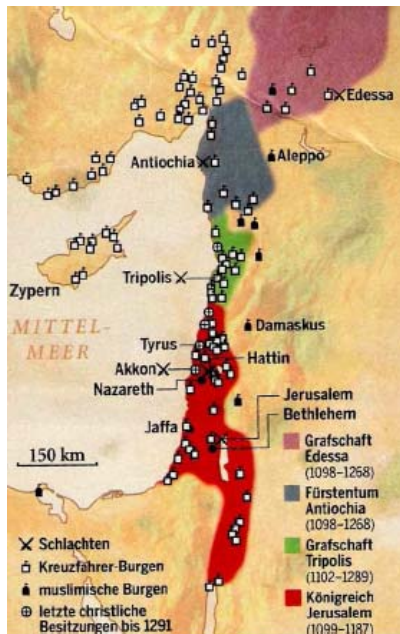 Edessa
Antiochia
Aleppo
Tripolis
Zypern
MITTEL-
MEER
Damaskus
Tyrus
Hattin
Akkon
Nazareth
Jerusalem
Bethlehem
Jaffa
150 km
Schlachten
Kreuzfahrer-Burgen
muslimische Burgen
letzte christliche
Besitzungen bis 1291
Grafschaft
Edessa
(1098–1268)
Fürstentum
Antiochia
(1098–1268)
Grafschaft
Tripolis
(1102–1289)
Königreich
Jerusalem
(1099–1187)